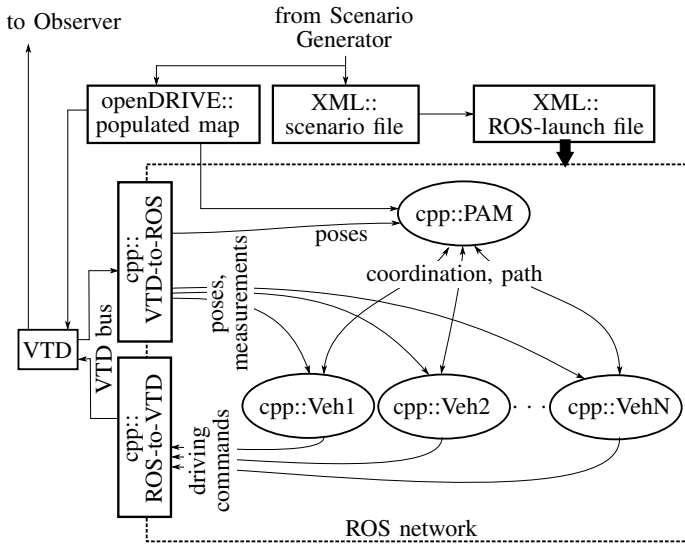 to Observer
from Scenario
Generator
openDRIVE::
populated map
XML::
scenario file
XML::
ROS-launch file
cpp::
VTD-to-ROS
cpp::PAM
poses
poses,
measurements
coordination, path
VTD bus
VTD
cpp::
ROS-to-VTD
cpp::Veh1
cpp::Veh2
· · ·
cpp::VehN
driving
commands
ROS network